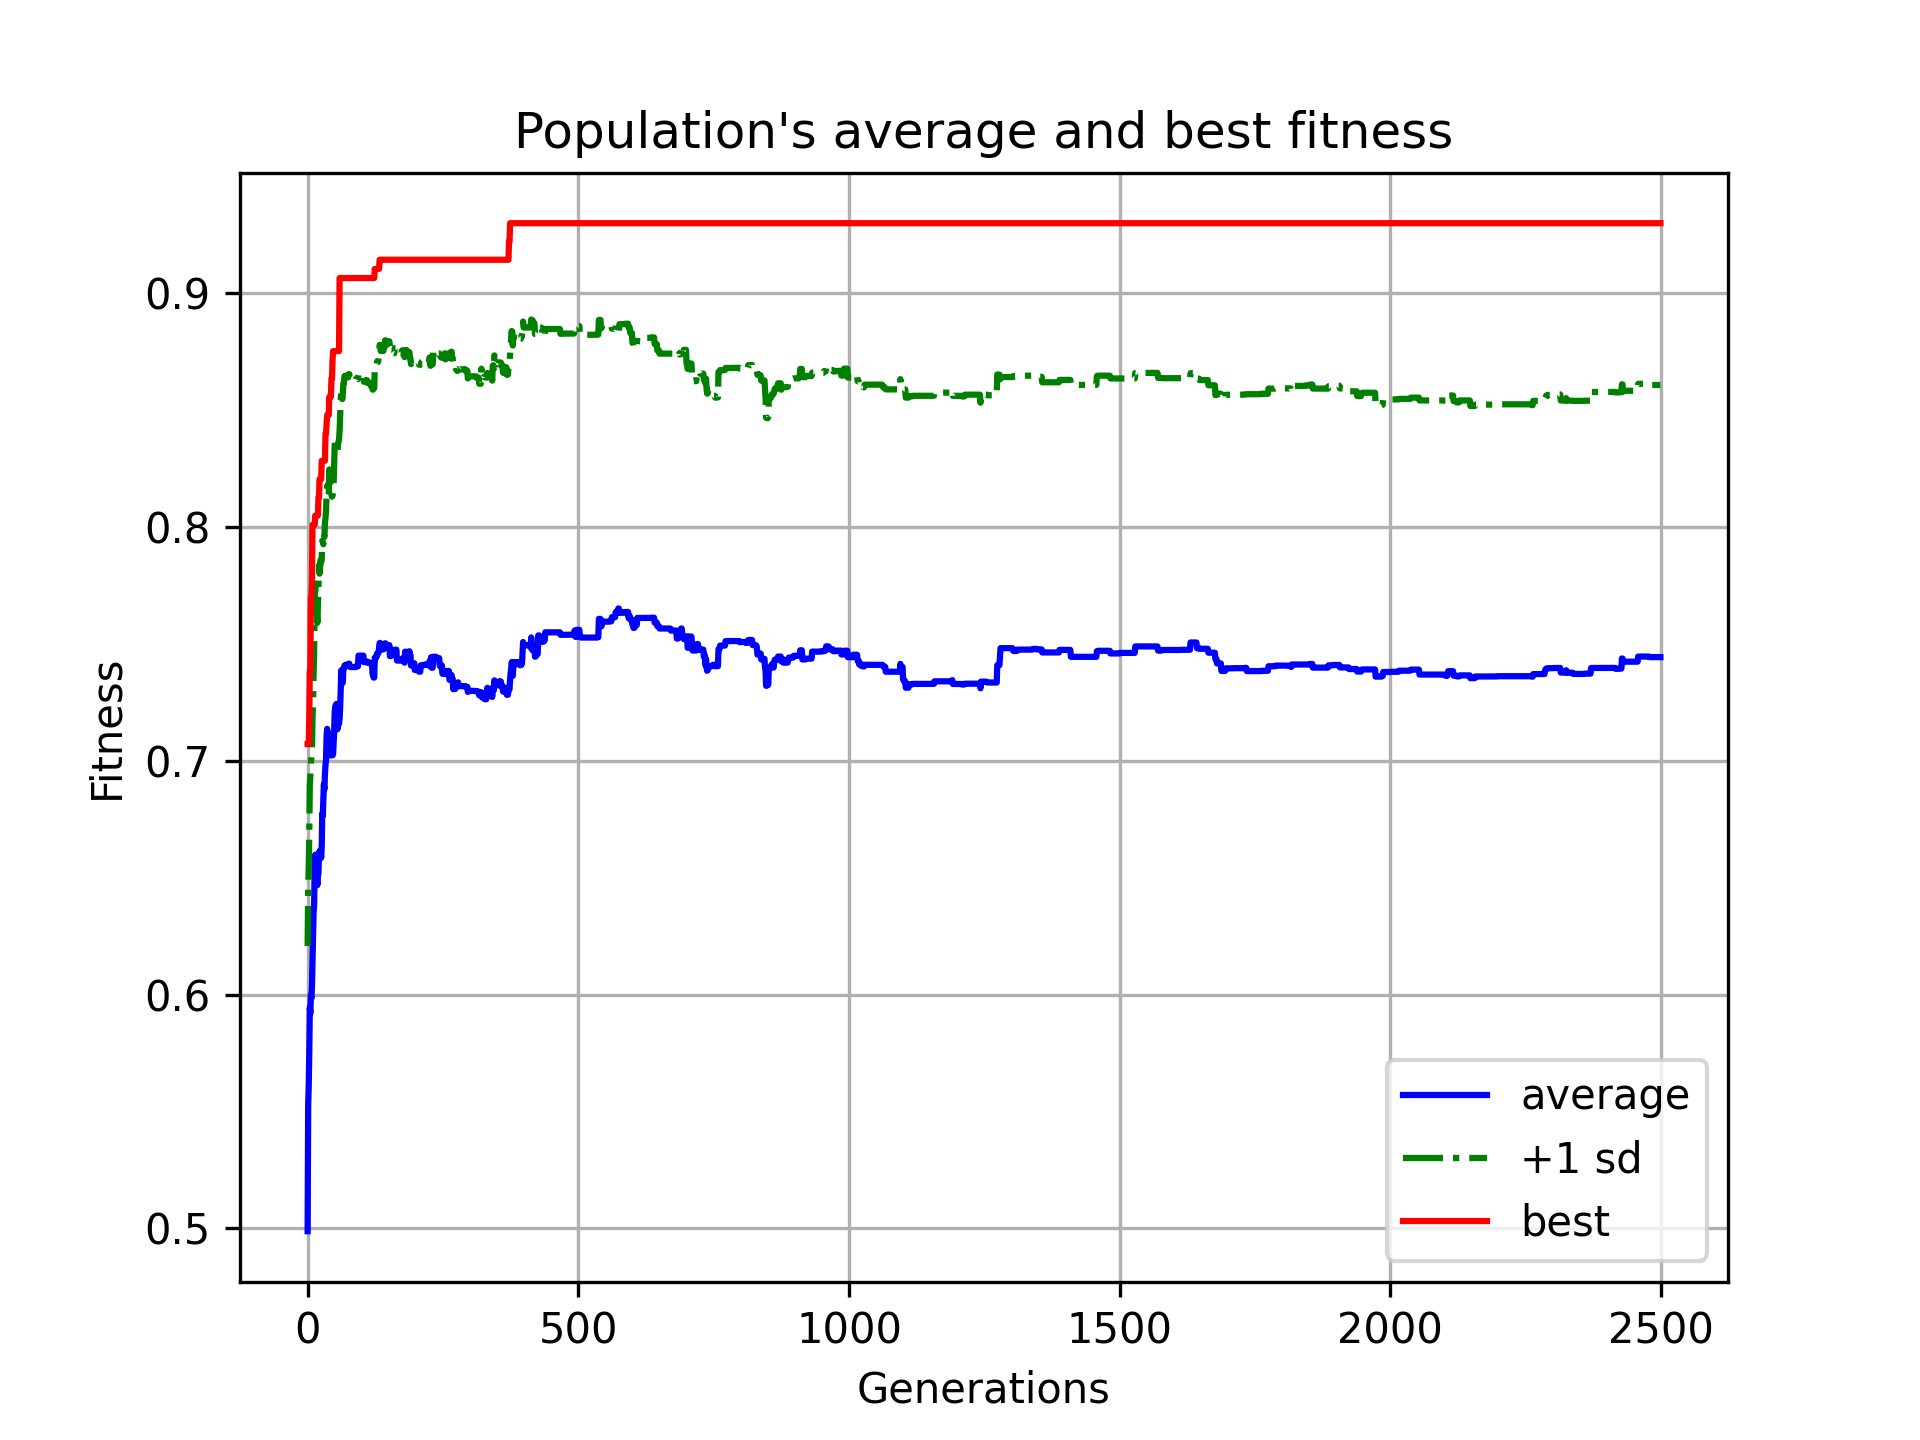 Population's average and best fitness
Fitness
0.9
0.8
0.7
0.6
0.5
0
500
1000
1500
2000
2500
Generations
average
+1 sd
best